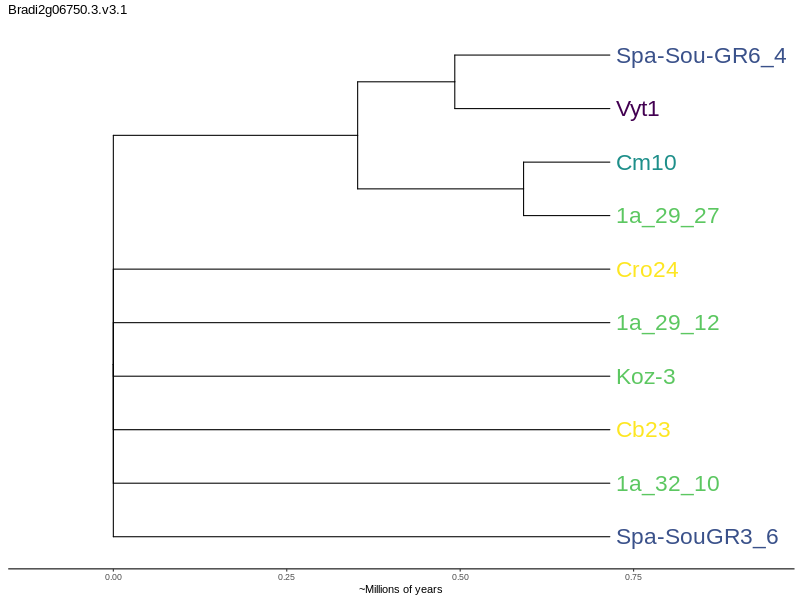 Bradi2g06750.3.v3.1
Spa-Sou-GR6_4
Vyt1
Cm10
1a_29_27
Cro24
1a_29_12
Koz-3
Cb23
1a_32_10
Spa-SouGR3_6
0.00 0.25 0.50 0.75
~Millions of years